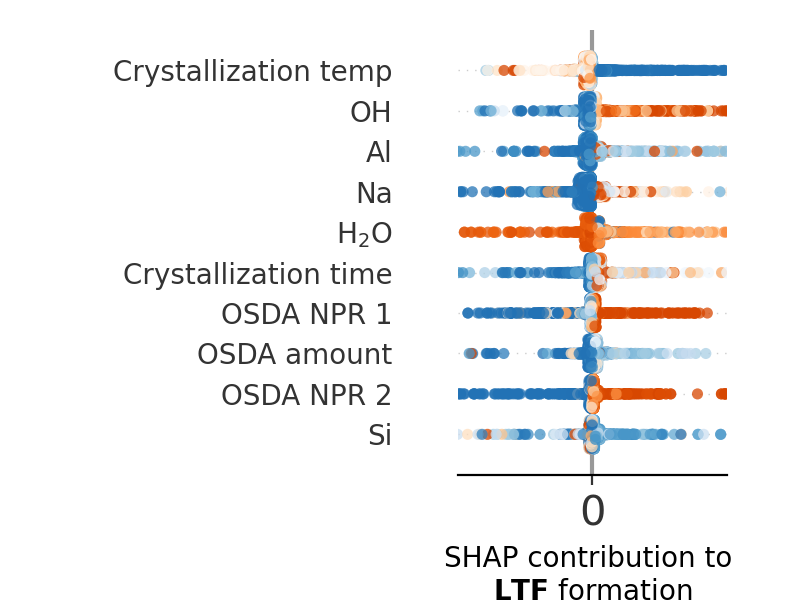 Crystallization temp
OH
Al
Na
H₂O
Crystallization time
OSDA NPR 1
OSDA amount
OSDA NPR 2
Si
0
SHAP contribution to
LTF formation